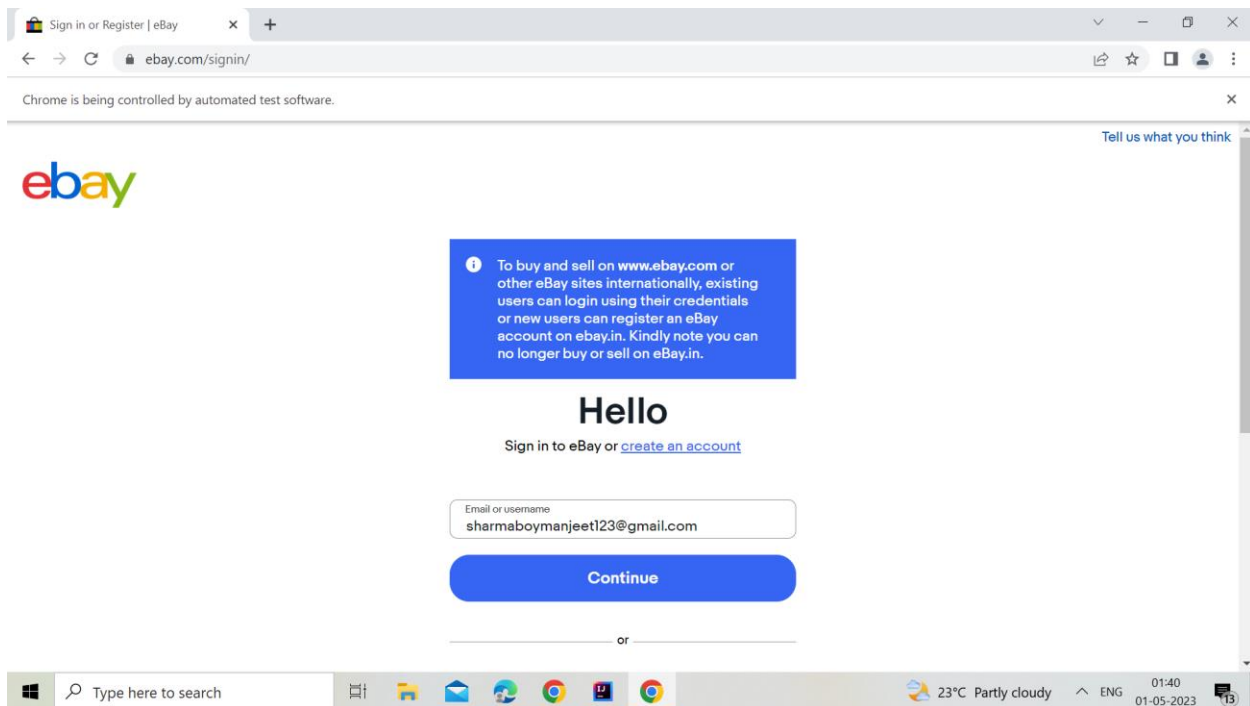 Sign in or Register | eBay
ebay.com/signin/
Chrome is being controlled by automated test software.
Tell us what you think
ebay
To buy and sell on www.ebay.com or
other eBay sites internationally, existing
users can login using their credentials
or new users can register an eBay
account on ebay.in. Kindly note you can
no longer buy or sell on eBay.in.
Hello
Sign in to eBay or create an account
Email or username
sharmaboymanjeet123@gmail.com
Continue
or
Type here to search
23°C Partly cloudy
ENG
01:40
01-05-2023
13